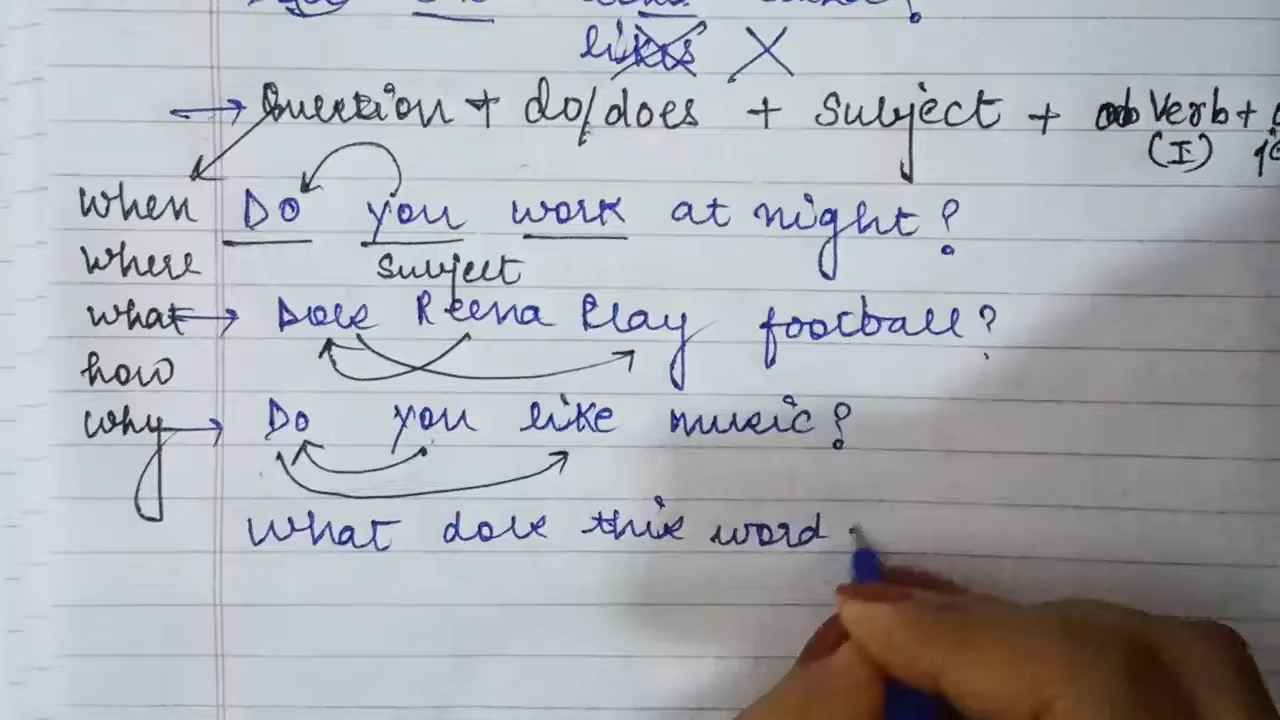 likes X
→ Question + do/does + Subject + Verb +
(I)
when Do you work at night?
where Subject
what → Does Reena Play football?
how
why → Do you like music?
What does this word